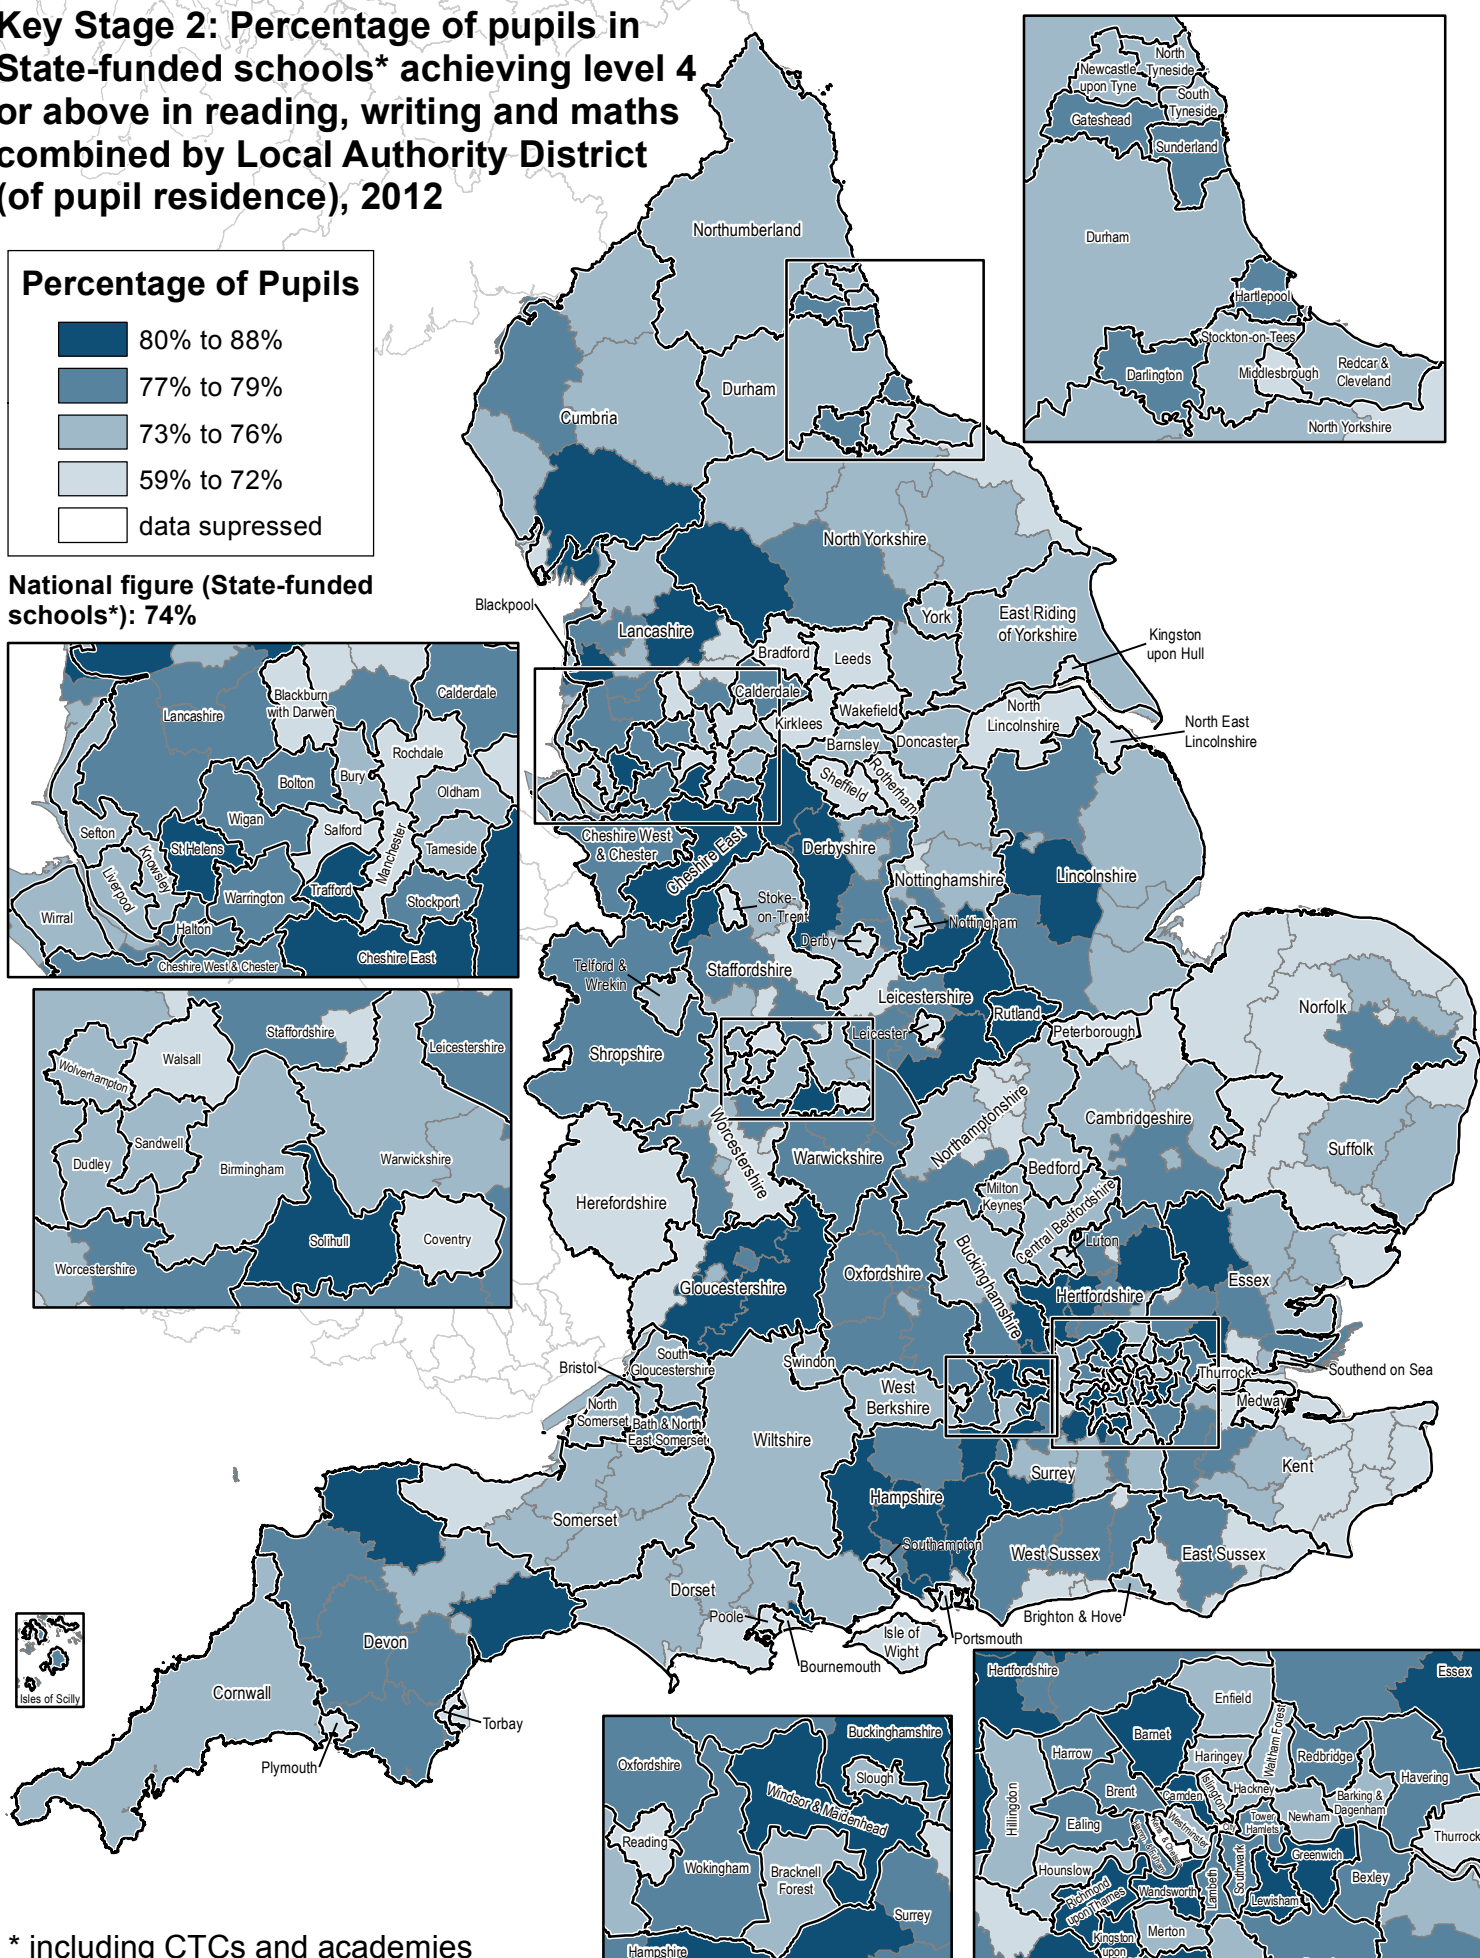 Key Stage 2: Percentage of pupils in
State-funded schools* achieving level 4
or above in reading, writing and maths
combined by Local Authority District
(of pupil residence), 2012
Percentage of Pupils
80% to 88%
77% to 79%
73% to 76%
59% to 72%
data supressed
National figure (State-funded
schools*): 74%
North
Tyneside
Newcastle
upon Tyne
South
Tyneside
Gateshead
Sunderland
Durham
Hartlepool
Stockton-on-Tees
Darlington
Middlesbrough
Redcar &
Cleveland
North Yorkshire
Northumberland
Durham
Cumbria
North Yorkshire
Blackpool
Lancashire
York
East Riding
of Yorkshire
Kingston
upon Hull
Bradford
Leeds
Calderdale
Kirklees
Wakefield
North
Lincolnshire
North East
Lincolnshire
Barnsley
Doncaster
Sheffield
Rotherham
Cheshire West
& Chester
Cheshire East
Derbyshire
Nottinghamshire
Lincolnshire
Stoke-
on-Trent
Nottingham
Derby
Telford &
Wrekin
Staffordshire
Leicestershire
Rutland
Leicester
Peterborough
Norfolk
Shropshire
Worcestershire
Warwickshire
Northamptonshire
Cambridgeshire
Suffolk
Herefordshire
Bedford
Milton
Keynes
Central Bedfordshire
Luton
Buckinghamshire
Gloucestershire
Oxfordshire
Hertfordshire
Essex
South
Gloucestershire
Bristol
Swindon
North
Somerset
Bath & North
East Somerset
West
Berkshire
Wiltshire
Thurrock
Southend on Sea
Medway
Surrey
Kent
Hampshire
Somerset
Southampton
West Sussex
East Sussex
Dorset
Poole
Bournemouth
Isle of
Wight
Portsmouth
Brighton & Hove
Devon
Cornwall
Torbay
Plymouth
Isles of Scilly
Lancashire
Blackburn
with Darwen
Calderdale
Rochdale
Bolton
Bury
Oldham
Wigan
Salford
Sefton
St Helens
Manchester
Tameside
Knowsley
Liverpool
Trafford
Warrington
Stockport
Wirral
Halton
Cheshire West & Chester
Cheshire East
Staffordshire
Leicestershire
Walsall
Wolverhampton
Sandwell
Dudley
Birmingham
Warwickshire
Solihull
Coventry
Worcestershire
Buckinghamshire
Oxfordshire
Slough
Windsor & Maidenhead
Reading
Wokingham
Bracknell
Forest
Surrey
Hampshire
Hertfordshire
Essex
Enfield
Barnet
Harrow
Haringey
Waltham Forest
Redbridge
Havering
Hillingdon
Brent
Camden
Islington
Hackney
Barking &
Dagenham
Ealing
Westminster
City
Tower
Hamlets
Newham
Thurrock
Kens. & Chelsea
Hounslow
Greenwich
Bexley
Richmond
upon Thames
Wandsworth
Lambeth
Southwark
Lewisham
Merton
Kingston
upon
* including CTCs and academies